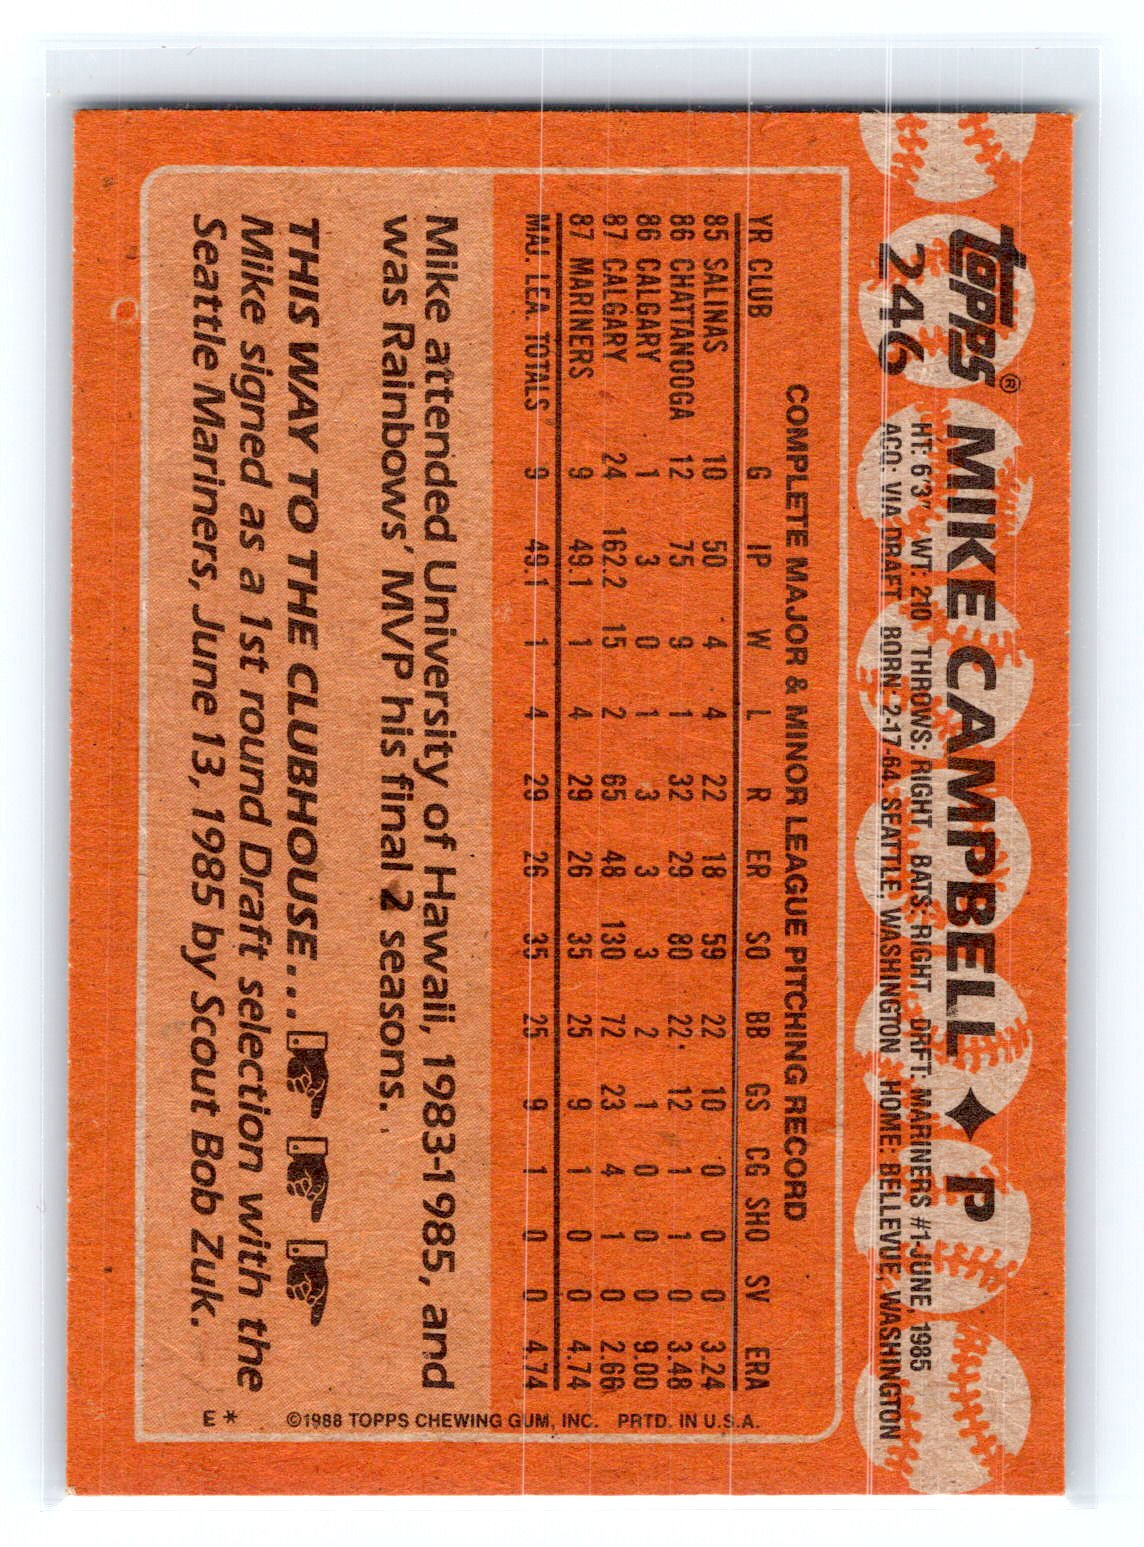 Topps® MIKE CAMPBELL ◆ P
246
HT: 6'3" WT: 210 THROWS: RIGHT BATS: RIGHT DRFT: MARINERS #1-JUNE, 1985
ACQ: VIA DRAFT BORN: 2-17-64, SEATTLE, WASHINGTON HOME: BELLEVUE, WASHINGTON
COMPLETE MAJOR & MINOR LEAGUE PITCHING RECORD
YR CLUB G IP W L R ER SO BB GS CG SHO SV ERA
85 SALINAS 10 50 4 4 22 18 59 22 10 0 0 0 3.24
86 CHATTANOOGA 12 75 9 1 32 29 80 22 12 1 1 0 3.48
86 CALGARY 1 3 0 1 3 3 3 2 1 0 0 0 9.00
87 CALGARY 24 162.2 15 2 65 48 130 72 23 4 1 0 2.66
87 MARINERS 9 49.1 1 4 29 26 35 25 9 1 0 0 4.74
MAJ. LEA. TOTALS 9 49.1 1 4 29 26 35 25 9 1 0 0 4.74
Mike attended University of Hawaii, 1983-1985, and
was Rainbows' MVP his final 2 seasons.
THIS WAY TO THE CLUBHOUSE...
Mike signed as a 1st round Draft selection with the
Seattle Mariners, June 13, 1985 by Scout Bob Zuk.
E* ©1988 TOPPS CHEWING GUM, INC. PRTD. IN U.S.A.